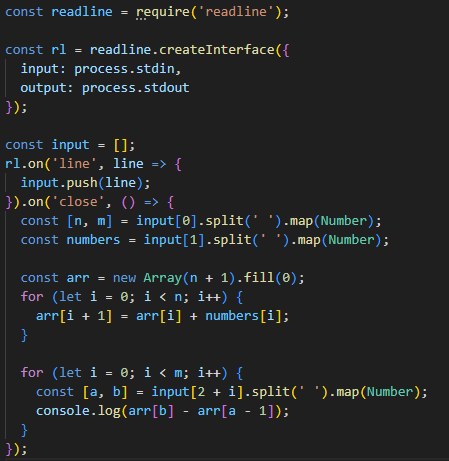 const readline = require('readline');
const rl = readline.createInterface({
  input: process.stdin,
  output: process.stdout
});
const input = [];
rl.on('line', line => {
  input.push(line);
}).on('close', () => {
  const [n, m] = input[0].split(' ').map(Number);
  const numbers = input[1].split(' ').map(Number);
  const arr = new Array(n + 1).fill(0);
  for (let i = 0; i < n; i++) {
    arr[i + 1] = arr[i] + numbers[i];
  }
  for (let i = 0; i < m; i++) {
    const [a, b] = input[2 + i].split(' ').map(Number);
    console.log(arr[b] - arr[a - 1]);
  }
});